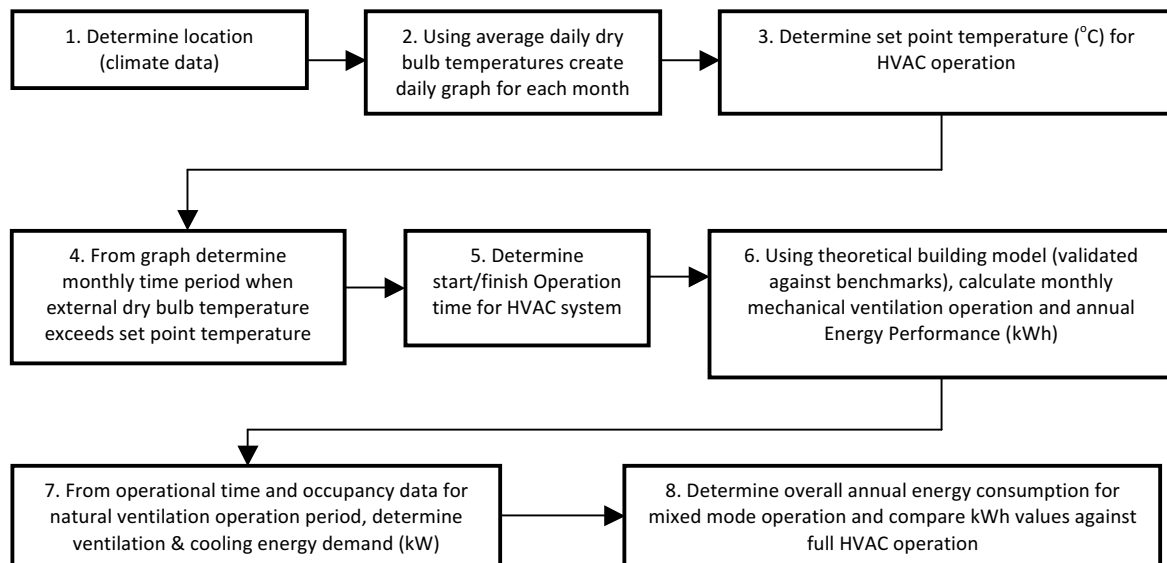 1. Determine location
(climate data)
2. Using average daily dry
bulb temperatures create
daily graph for each month
3. Determine set point temperature (°C) for
HVAC operation
4. From graph determine
monthly time period when
external dry bulb temperature
exceeds set point temperature
5. Determine
start/finish Operation
time for HVAC system
6. Using theoretical building model (validated
against benchmarks), calculate monthly
mechanical ventilation operation and annual
Energy Performance (kWh)
7. From operational time and occupancy data for
natural ventilation operation period, determine
ventilation & cooling energy demand (kW)
8. Determine overall annual energy consumption for
mixed mode operation and compare kWh values against
full HVAC operation